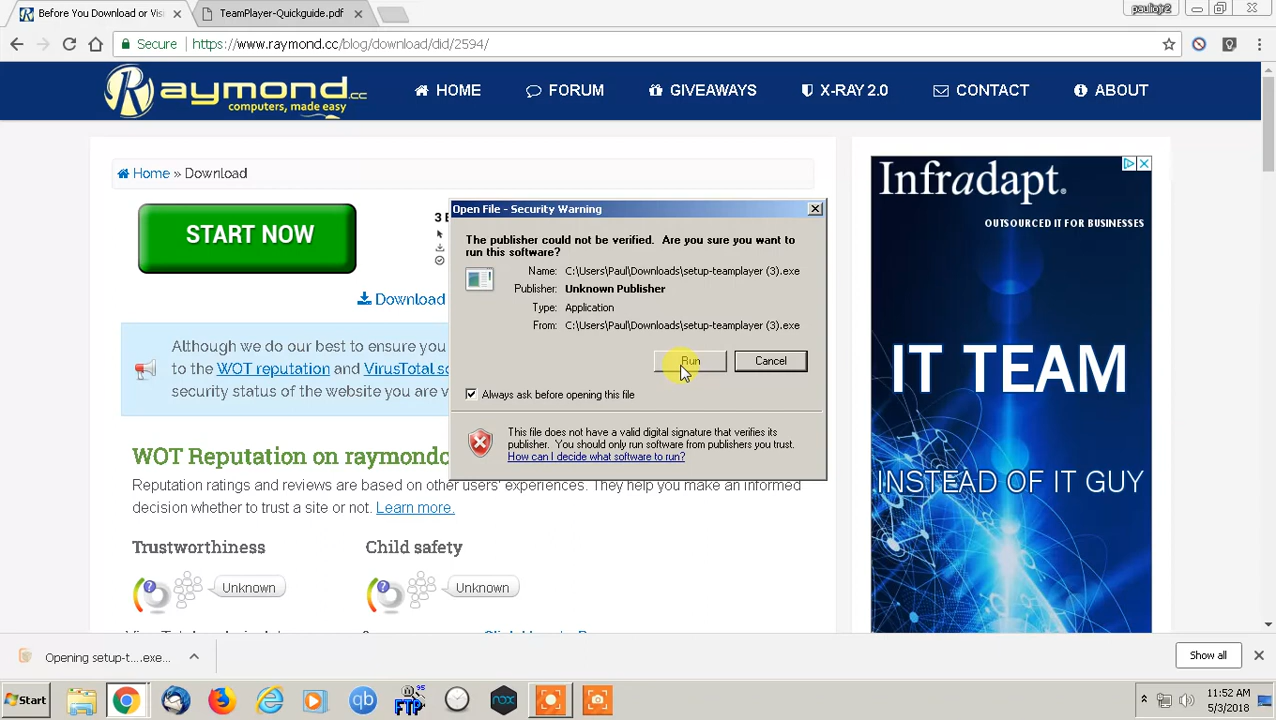 Before You Download or Vis
TeamPlayer-Quickguide.pdf
paulbjr2
Secure
https://www.raymond.cc/blog/download/did/2594/
Raymond.cc
computers, made easy
HOME
FORUM
GIVEAWAYS
X-RAY 2.0
CONTACT
ABOUT
Home » Download
START NOW
Download
Although we do our best to ensure you
to the WOT reputation and VirusTotal sc
security status of the website you are v
WOT Reputation on raymondc
Reputation ratings and reviews are based on other users' experiences. They help you make an informed
decision whether to trust a site or not. Learn more.
Trustworthiness
Child safety
Unknown
Unknown
Open File - Security Warning
The publisher could not be verified. Are you sure you want to
run this software?
Name: C:\Users\Paul\Downloads\setup-teamplayer (3).exe
Publisher: Unknown Publisher
Type: Application
From: C:\Users\Paul\Downloads\setup-teamplayer (3).exe
Run
Cancel
Always ask before opening this file
This file does not have a valid digital signature that verifies its
publisher. You should only run software from publishers you trust.
How can I decide what software to run?
Infradapt.
OUTSOURCED IT FOR BUSINESSES
IT TEAM
INSTEAD OF IT GUY
Opening setup-t....exe...
Show all
Start
qb
95
FTP
nox
11:52 AM
5/3/2018